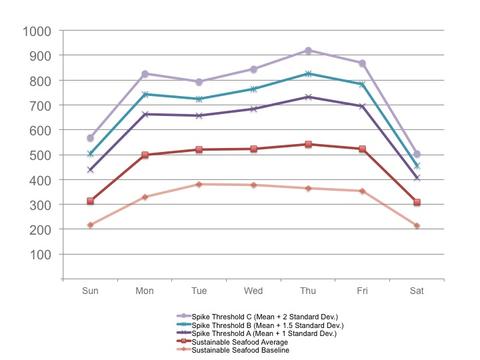 1000
900
800
700
600
500
400
300
200
100
Sun Mon Tue Wed Thu Fri Sat
Spike Threshold C (Mean + 2 Standard Dev.)
Spike Threshold B (Mean + 1.5 Standard Dev.)
Spike Threshold A (Mean + 1 Standard Dev.)
Sustainable Seafood Average
Sustainable Seafood Baseline